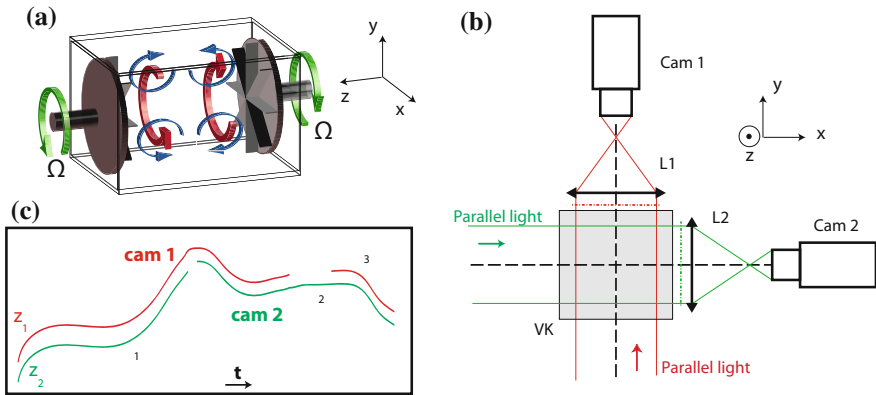 (a)
y
z
x
Ω
Ω
(b)
Cam 1
y
x
z
L1
Parallel light
L2
Cam 2
VK
Parallel light
(c)
cam 1
3
z1
cam 2
2
1
z2
t